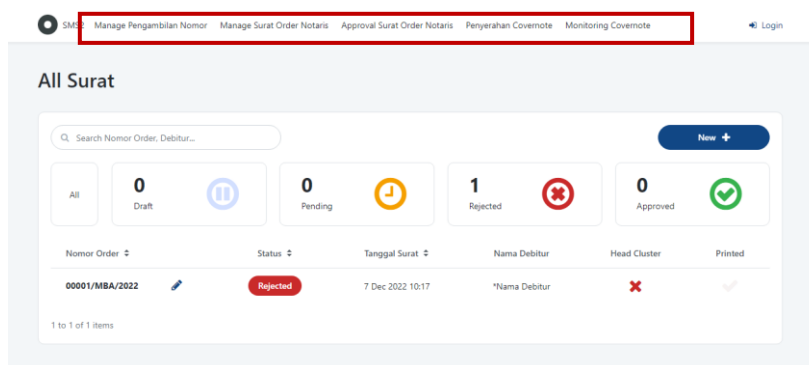 SMS2 Manage Pengambilan Nomor Manage Surat Order Notaris Approval Surat Order Notaris Penyerahan Covernote Monitoring Covernote Login
All Surat
Search Nomor Order, Debitur...
New
All
0
Draft
0
Pending
1
Rejected
0
Approved
Nomor Order Status Tanggal Surat Nama Debitur Head Cluster Printed
00001/MBA/2022 Rejected 7 Dec 2022 10:17 *Nama Debitur
1 to 1 of 1 items